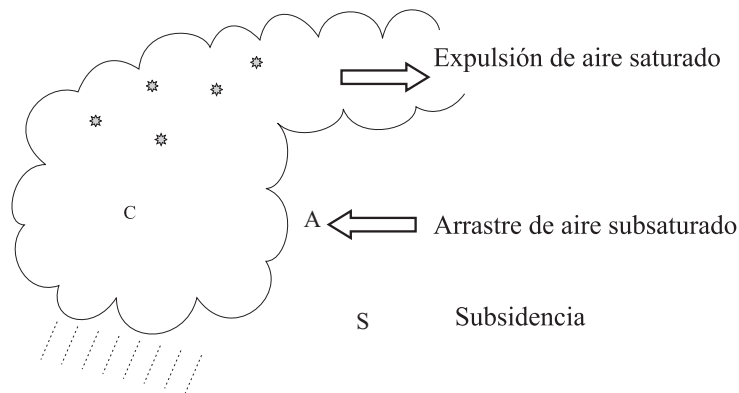 Expulsión de aire saturado
C
A
Arrastre de aire subsaturado
S
Subsidencia